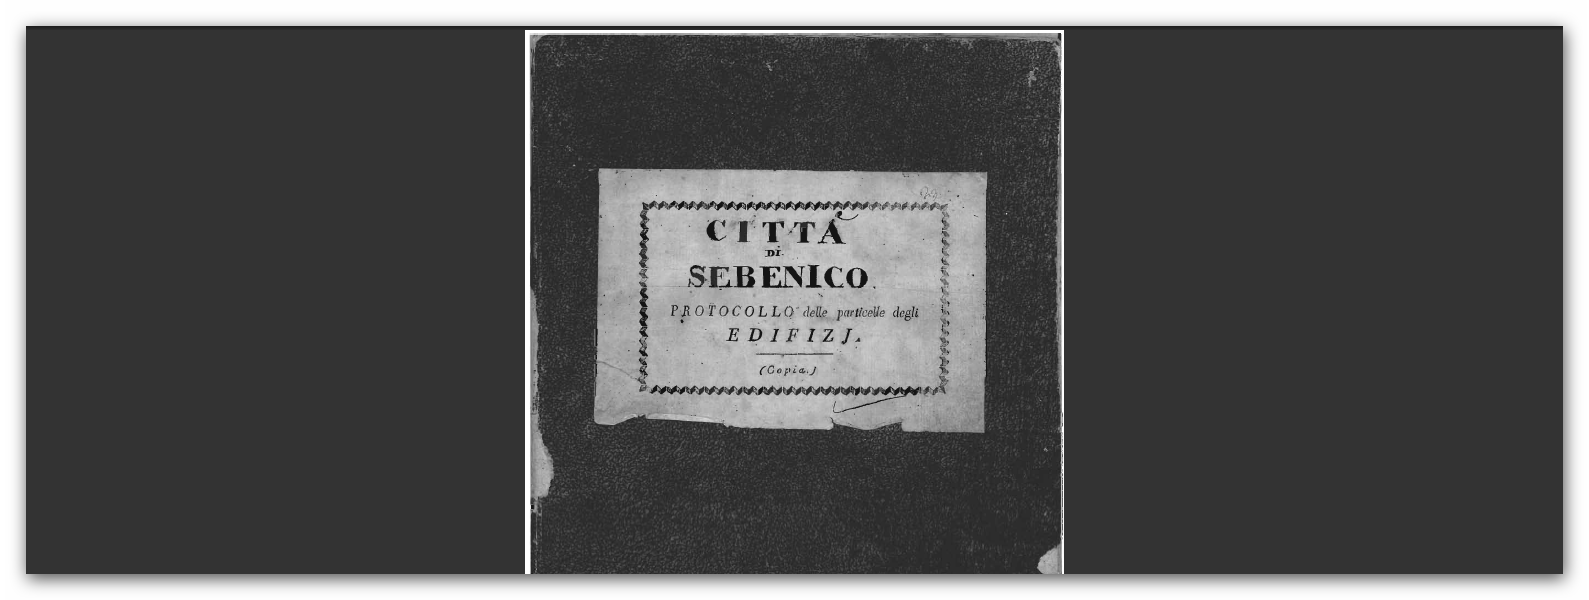 CITTÀ
DI
SEBENICO
PROTOCOLLO delle particelle degli
EDIFIZJ.
(Copia.)